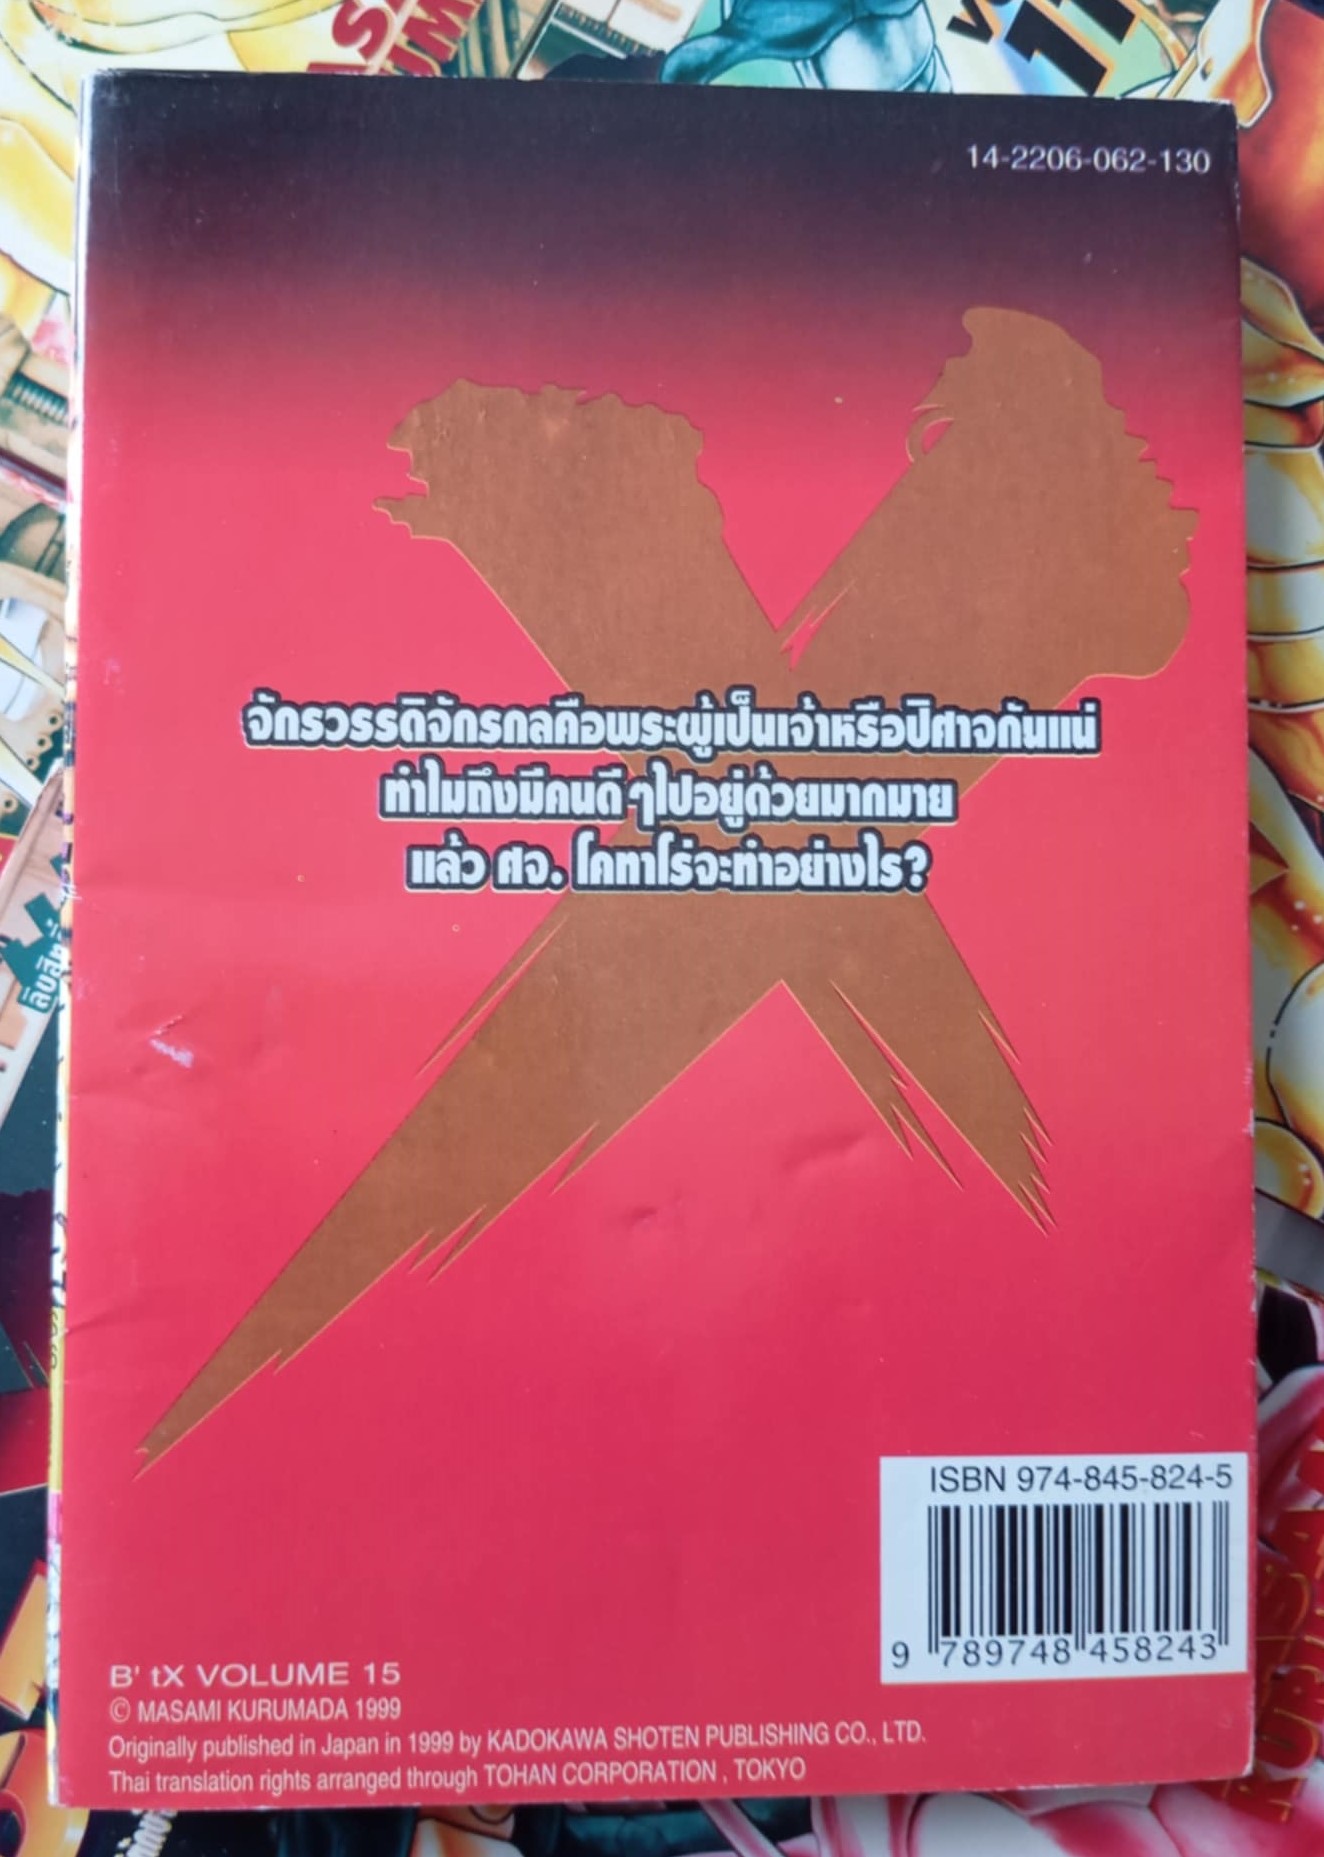 14-2206-062-130
จักรวรรดิจักรกลคือพระผู้เป็นเจ้าหรือปิศาจกันแน่
ทำไมถึงมีคนดีๆไปอยู่ด้วยมากมาย
แล้ว ศจ. โคทาโร่จะทำอย่างไร?
ISBN 974-845-824-5
9 789748 458243
B' tX VOLUME 15
© MASAMI KURUMADA 1999
Originally published in Japan in 1999 by KADOKAWA SHOTEN PUBLISHING CO., LTD.
Thai translation rights arranged through TOHAN CORPORATION , TOKYO